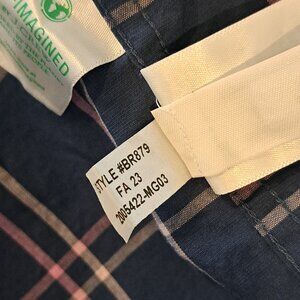 IMAGINED
STYLE #BR879
FA 23
2005422-MG03